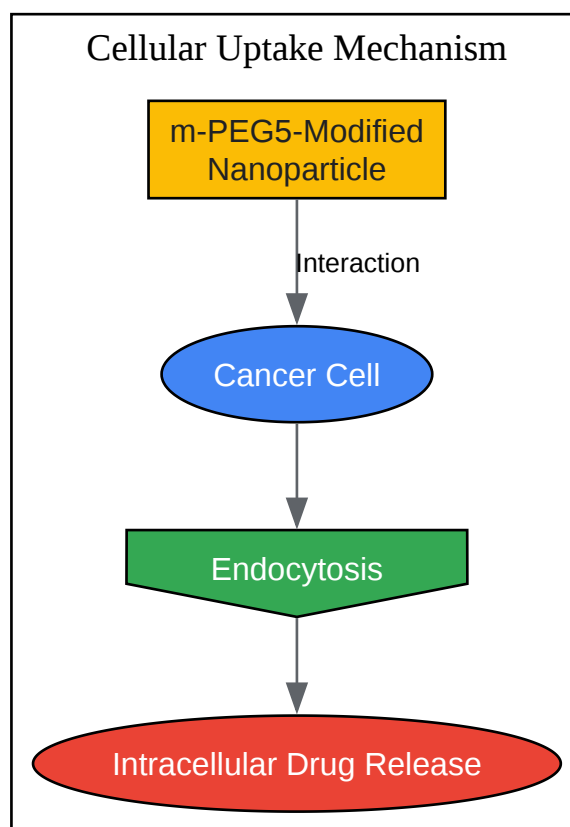 Cellular Uptake Mechanism
m-PEG5-Modified
Nanoparticle
Interaction
Cancer Cell
Endocytosis
Intracellular Drug Release